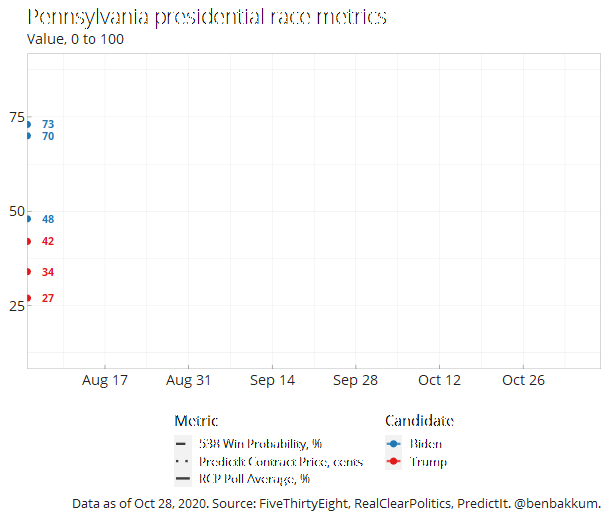 Pennsylvania presidential race metrics
Value, 0 to 100
75
73
70
50
48
42
34
27
25
Aug 17 Aug 31 Sep 14 Sep 28 Oct 12 Oct 26
Metric
538 Win Probability, %
PredictIt Contract Price, cents
RCP Poll Average, %
Candidate
Biden
Trump
Data as of Oct 28, 2020. Source: FiveThirtyEight, RealClearPolitics, PredictIt. @benbakkum.